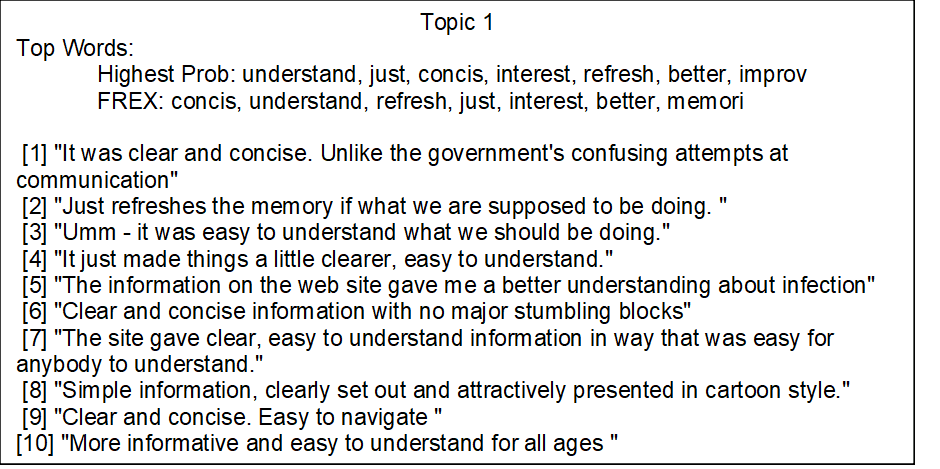 Topic 1
Top Words:
Highest Prob: understand, just, concis, interest, refresh, better, improv
FREX: concis, understand, refresh, just, interest, better, memori
[1] "It was clear and concise. Unlike the government's confusing attempts at
communication"
[2] "Just refreshes the memory if what we are supposed to be doing. "
[3] "Umm - it was easy to understand what we should be doing."
[4] "It just made things a little clearer, easy to understand."
[5] "The information on the web site gave me a better understanding about infection"
[6] "Clear and concise information with no major stumbling blocks"
[7] "The site gave clear, easy to understand information in way that was easy for
anybody to understand."
[8] "Simple information, clearly set out and attractively presented in cartoon style."
[9] "Clear and concise. Easy to navigate "
[10] "More informative and easy to understand for all ages "